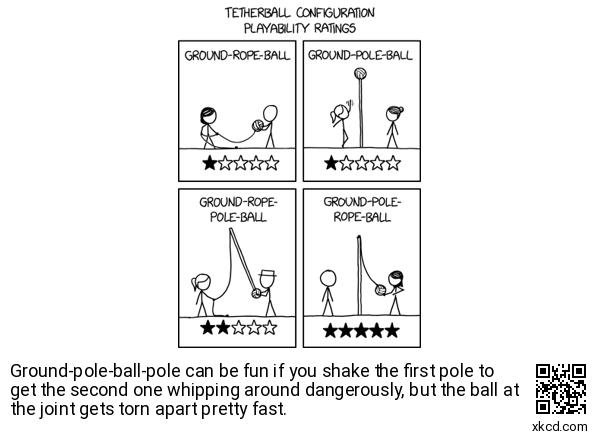 TETHERBALL CONFIGURATION
PLAYABILITY RATINGS
GROUND-ROPE-BALL
GROUND-POLE-BALL
GROUND-ROPE-
POLE-BALL
GROUND-POLE-
ROPE-BALL
Ground-pole-ball-pole can be fun if you shake the first pole to
get the second one whipping around dangerously, but the ball at
the joint gets torn apart pretty fast.
xkcd.com